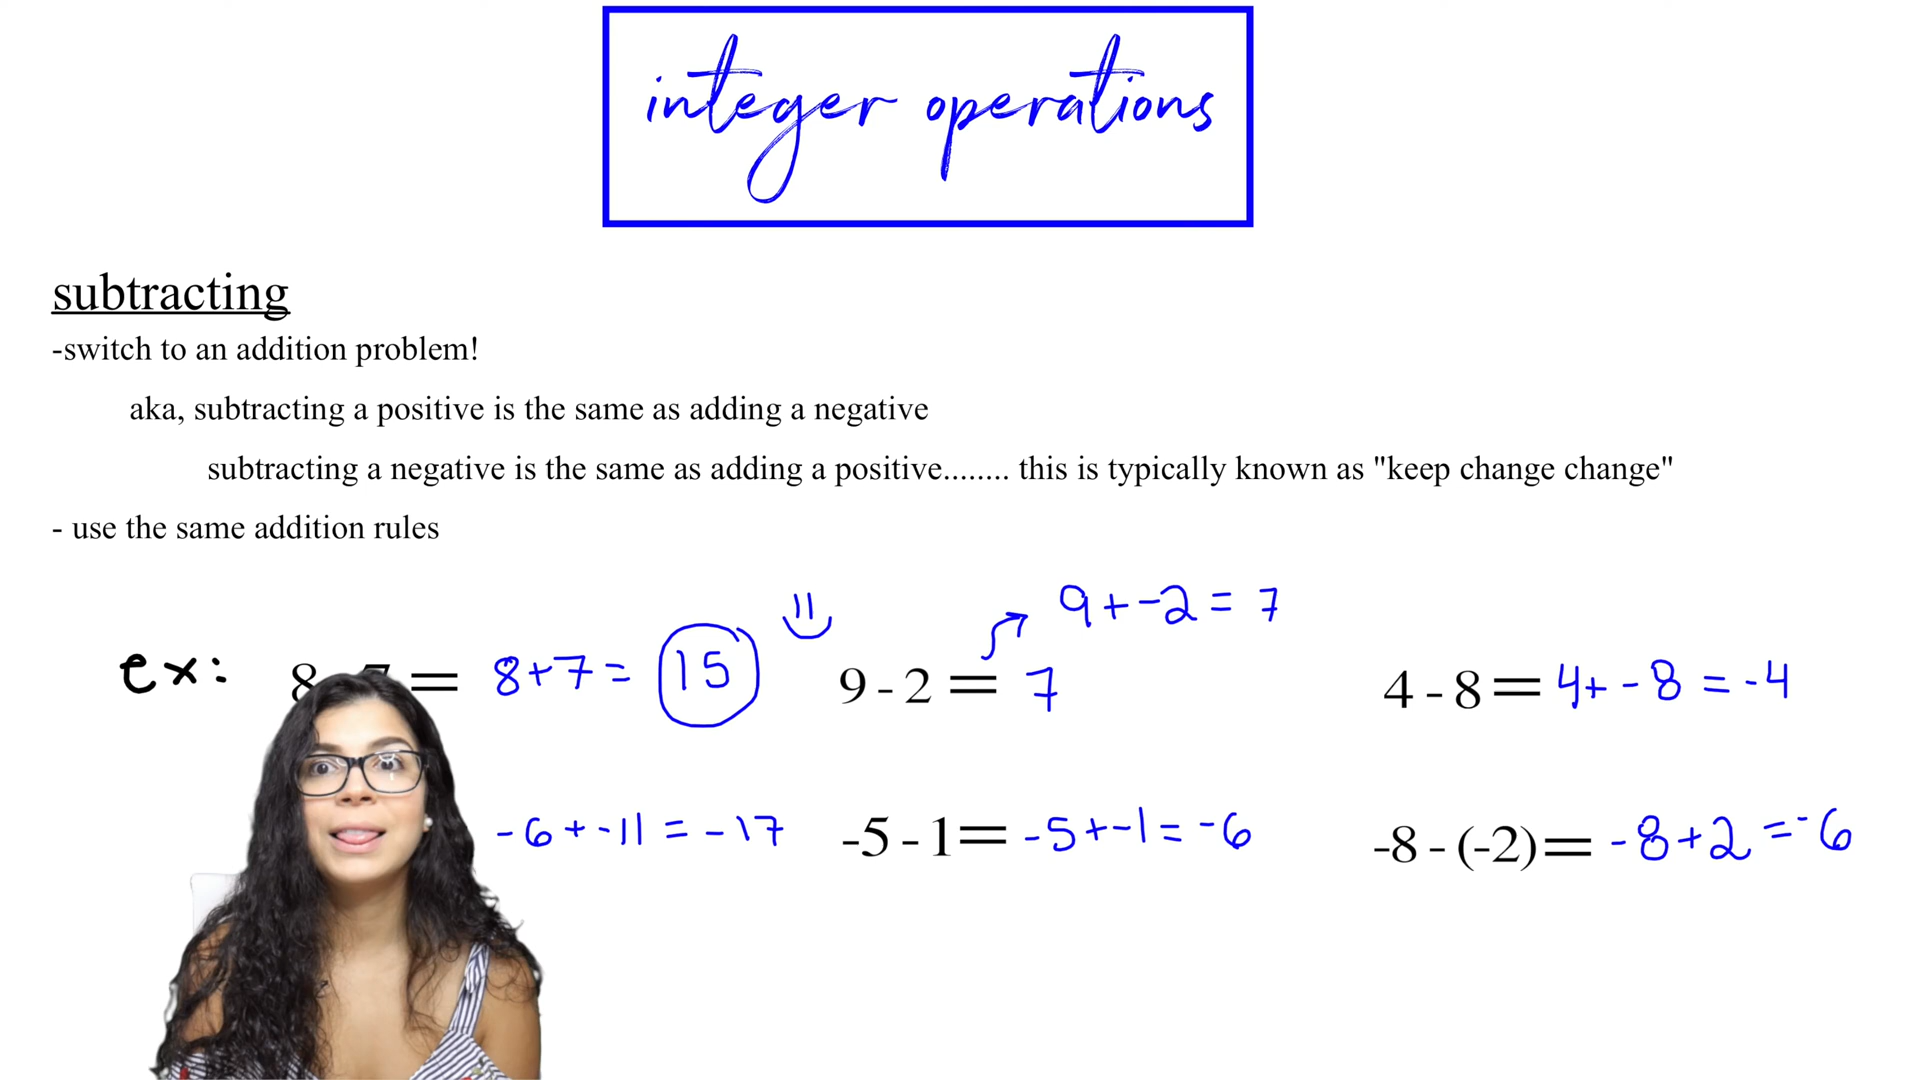 integer operations
subtracting
-switch to an addition problem!
aka, subtracting a positive is the same as adding a negative
subtracting a negative is the same as adding a positive........ this is typically known as "keep change change"
- use the same addition rules
9+-2= 7
ex: 8 = 8+7= 15
9 - 2 = 7
4 - 8 = 4+ -8 = -4
-6+-11 = -17
-5 - 1 = -5+-1= -6
-8 - (-2) = -8+2 = -6